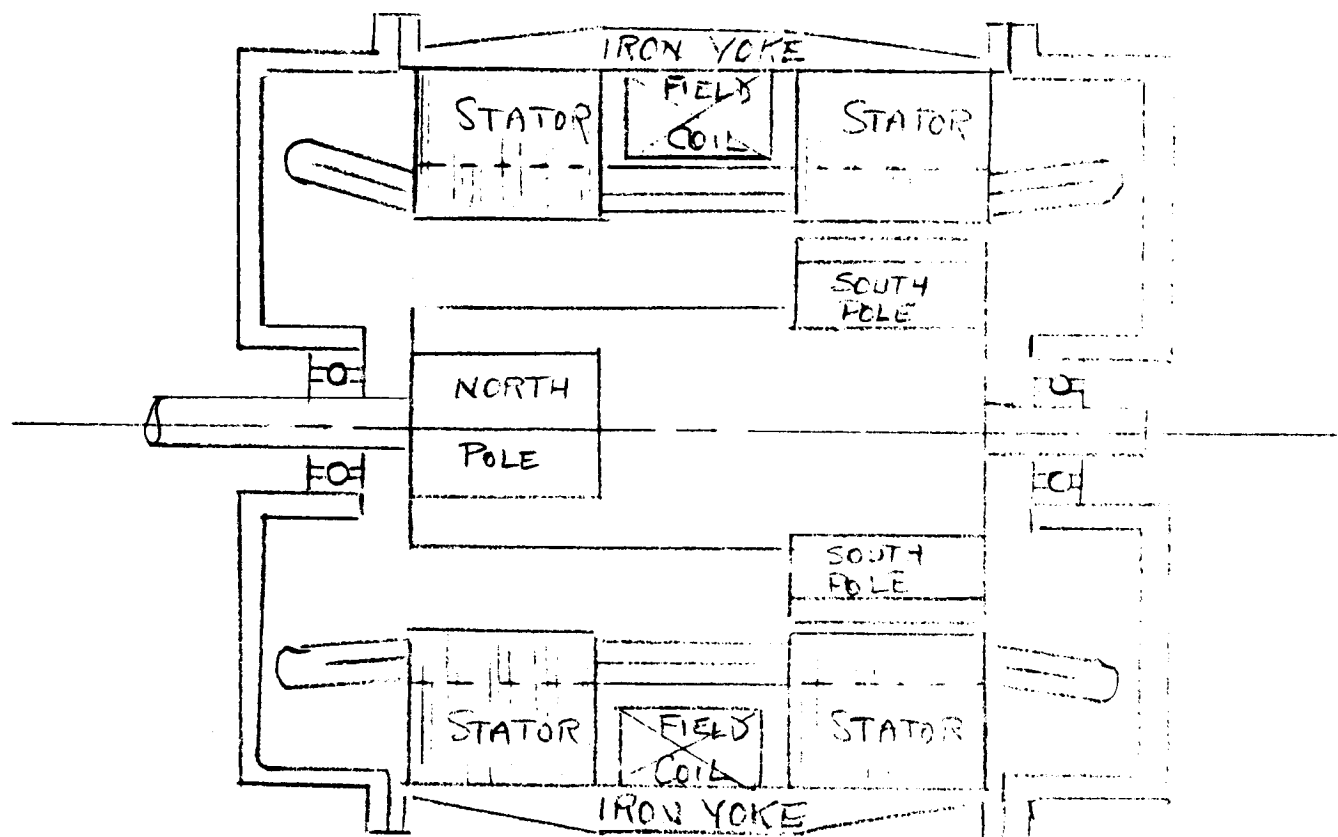 IRON YOKE
FIELD
COIL
STATOR
STATOR
SOUTH
POLE
NORTH
POLE
SOUTH
POLE
STATOR
FIELD
COIL
STATOR
IRON YOKE